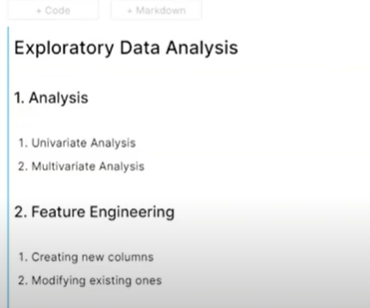 + Code + Markdown
Exploratory Data Analysis
1. Analysis
1. Univariate Analysis
2. Multivariate Analysis
2. Feature Engineering
1. Creating new columns
2. Modifying existing ones